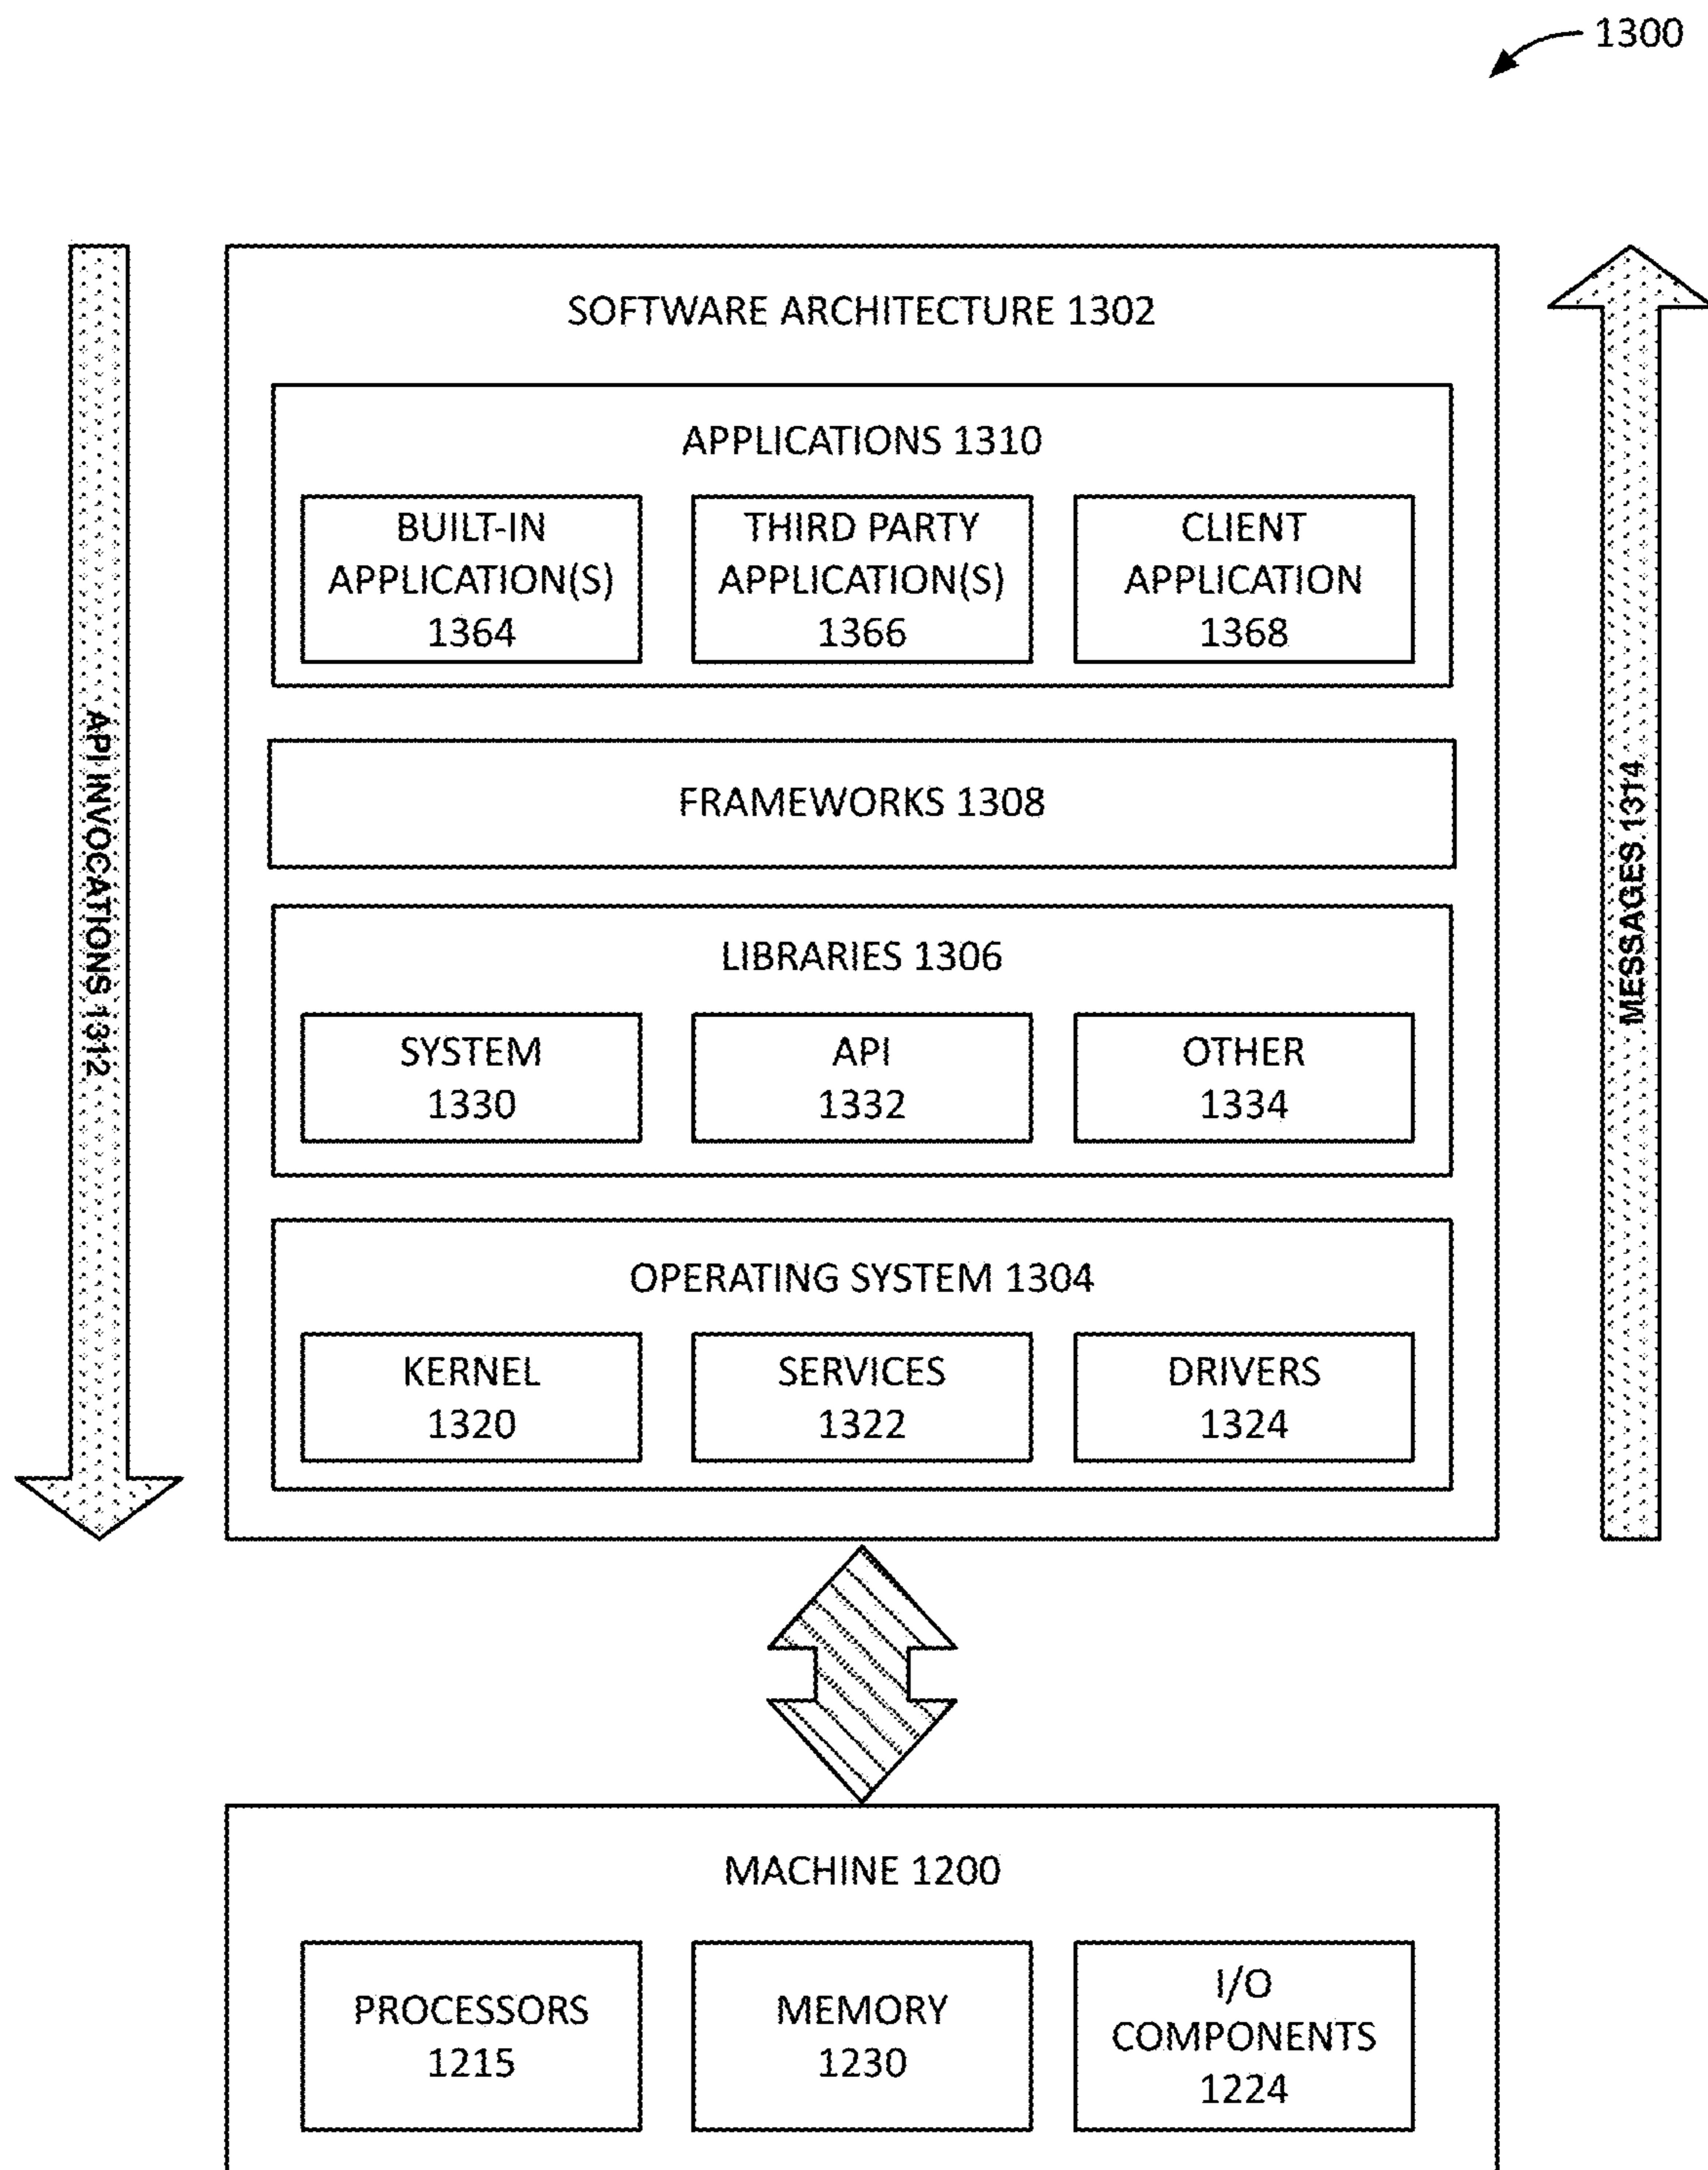 1300
SOFTWARE ARCHITECTURE 1302
APPLICATIONS 1310
BUILT-IN
APPLICATION(S)
1364
THIRD PARTY
APPLICATION(S)
1366
CLIENT
APPLICATION
1368
API INVOCATIONS 1312
MESSAGES 1314
FRAMEWORKS 1308
LIBRARIES 1306
SYSTEM
1330
API
1332
OTHER
1334
OPERATING SYSTEM 1304
KERNEL
1320
SERVICES
1322
DRIVERS
1324
MACHINE 1200
PROCESSORS
1215
MEMORY
1230
I/O
COMPONENTS
1224